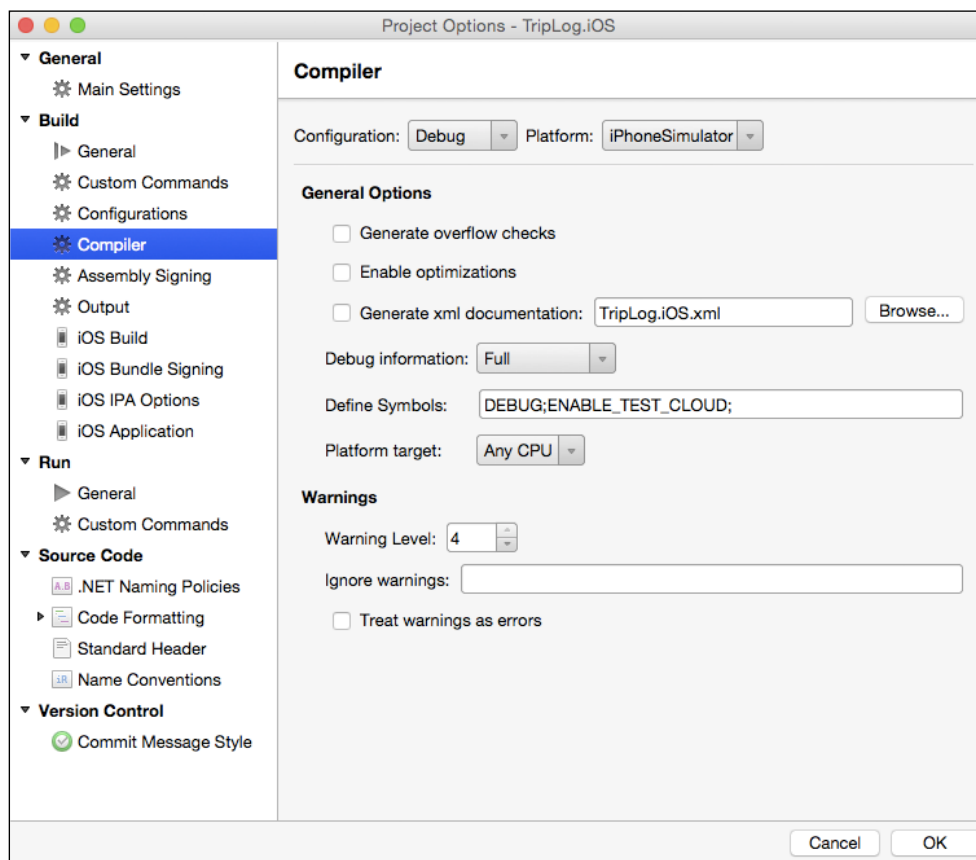 Project Options - TripLog.iOS
General
Main Settings
Build
General
Custom Commands
Configurations
Compiler
Assembly Signing
Output
iOS Build
iOS Bundle Signing
iOS IPA Options
iOS Application
Run
General
Custom Commands
Source Code
A.B .NET Naming Policies
Code Formatting
Standard Header
iR Name Conventions
Version Control
Commit Message Style
Compiler
Configuration: Debug Platform: iPhoneSimulator
General Options
Generate overflow checks
Enable optimizations
Generate xml documentation: TripLog.iOS.xml Browse...
Debug information: Full
Define Symbols: DEBUG;ENABLE_TEST_CLOUD;
Platform target: Any CPU
Warnings
Warning Level: 4
Ignore warnings:
Treat warnings as errors
Cancel OK